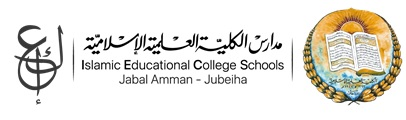 مدارس الكلية العلمية الإسلامية
Islamic Educational College Schools
Jabal Amman - Jubeiha